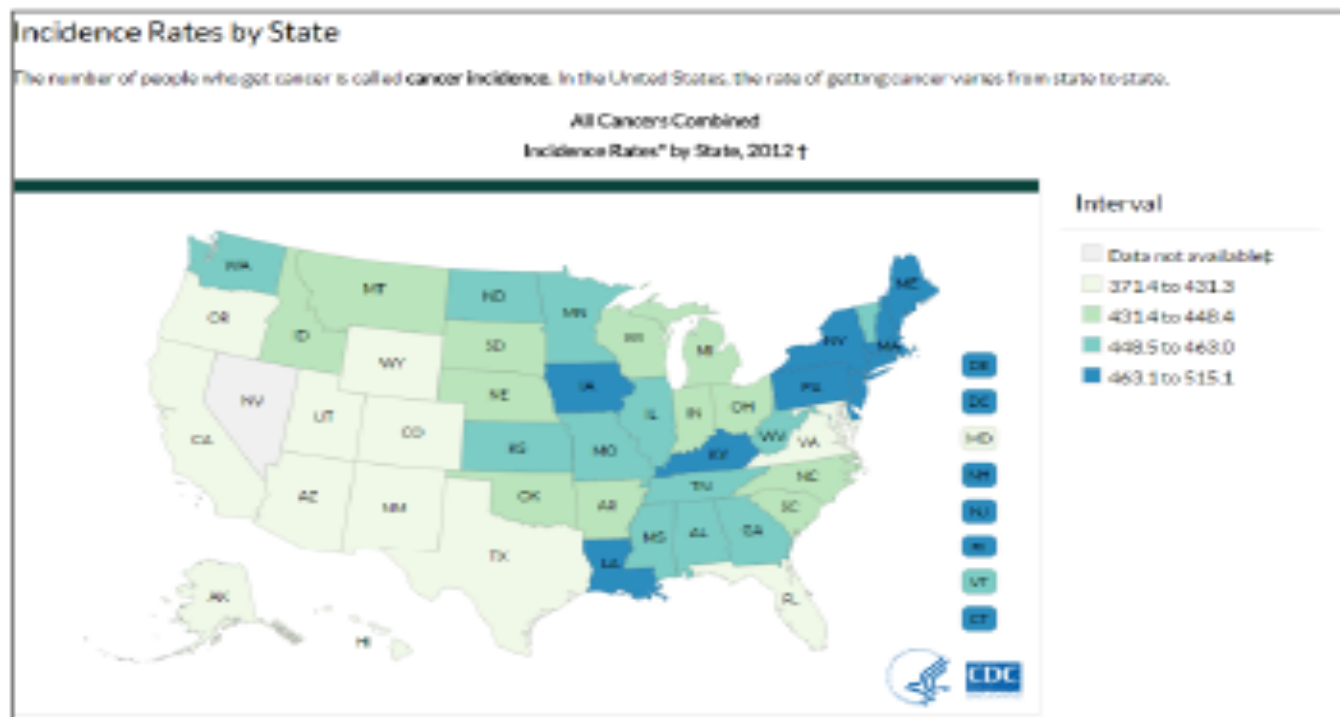 Incidence Rates by State
The number of people who get cancer is called cancer incidence. In the United States, the rate of getting cancer varies from state to state.
All Cancers Combined
Incidence Rates* by State, 2012 †
Interval
Data not available‡
371.4 to 431.3
431.4 to 448.4
448.5 to 463.0
463.1 to 515.1
WA
MT
ND
MN
ME
OR
ID
SD
WI
MI
NY
MA
WY
IA
PA
DE
NV
NE
IL
IN
OH
DC
UT
CO
KS
MO
KY
WV
VA
MD
CA
AZ
NM
OK
AR
TN
NC
NH
SC
TX
LA
MS
AL
GA
NJ
RI
AK
HI
FL
VT
CT
CDC